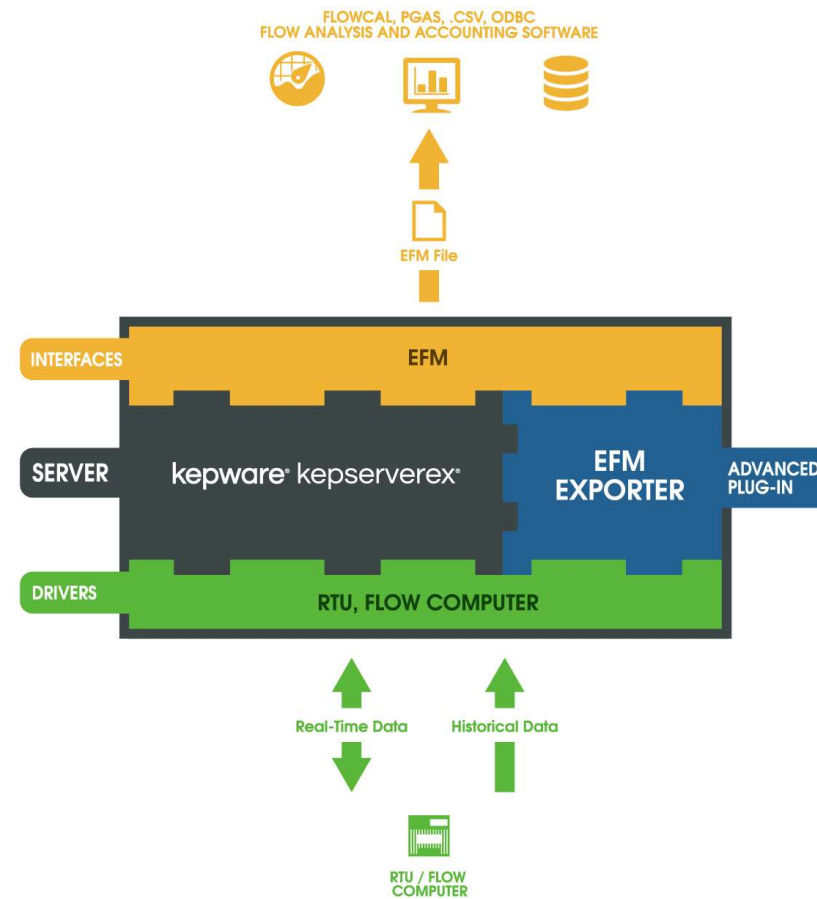 FLOWCAL, PGAS, .CSV, ODBC
FLOW ANALYSIS AND ACCOUNTING SOFTWARE
EFM File
INTERFACES
EFM
SERVER
kepware® kepserverex®
EFM
EXPORTER
ADVANCED
PLUG-IN
DRIVERS
RTU, FLOW COMPUTER
Real-Time Data
Historical Data
RTU / FLOW
COMPUTER